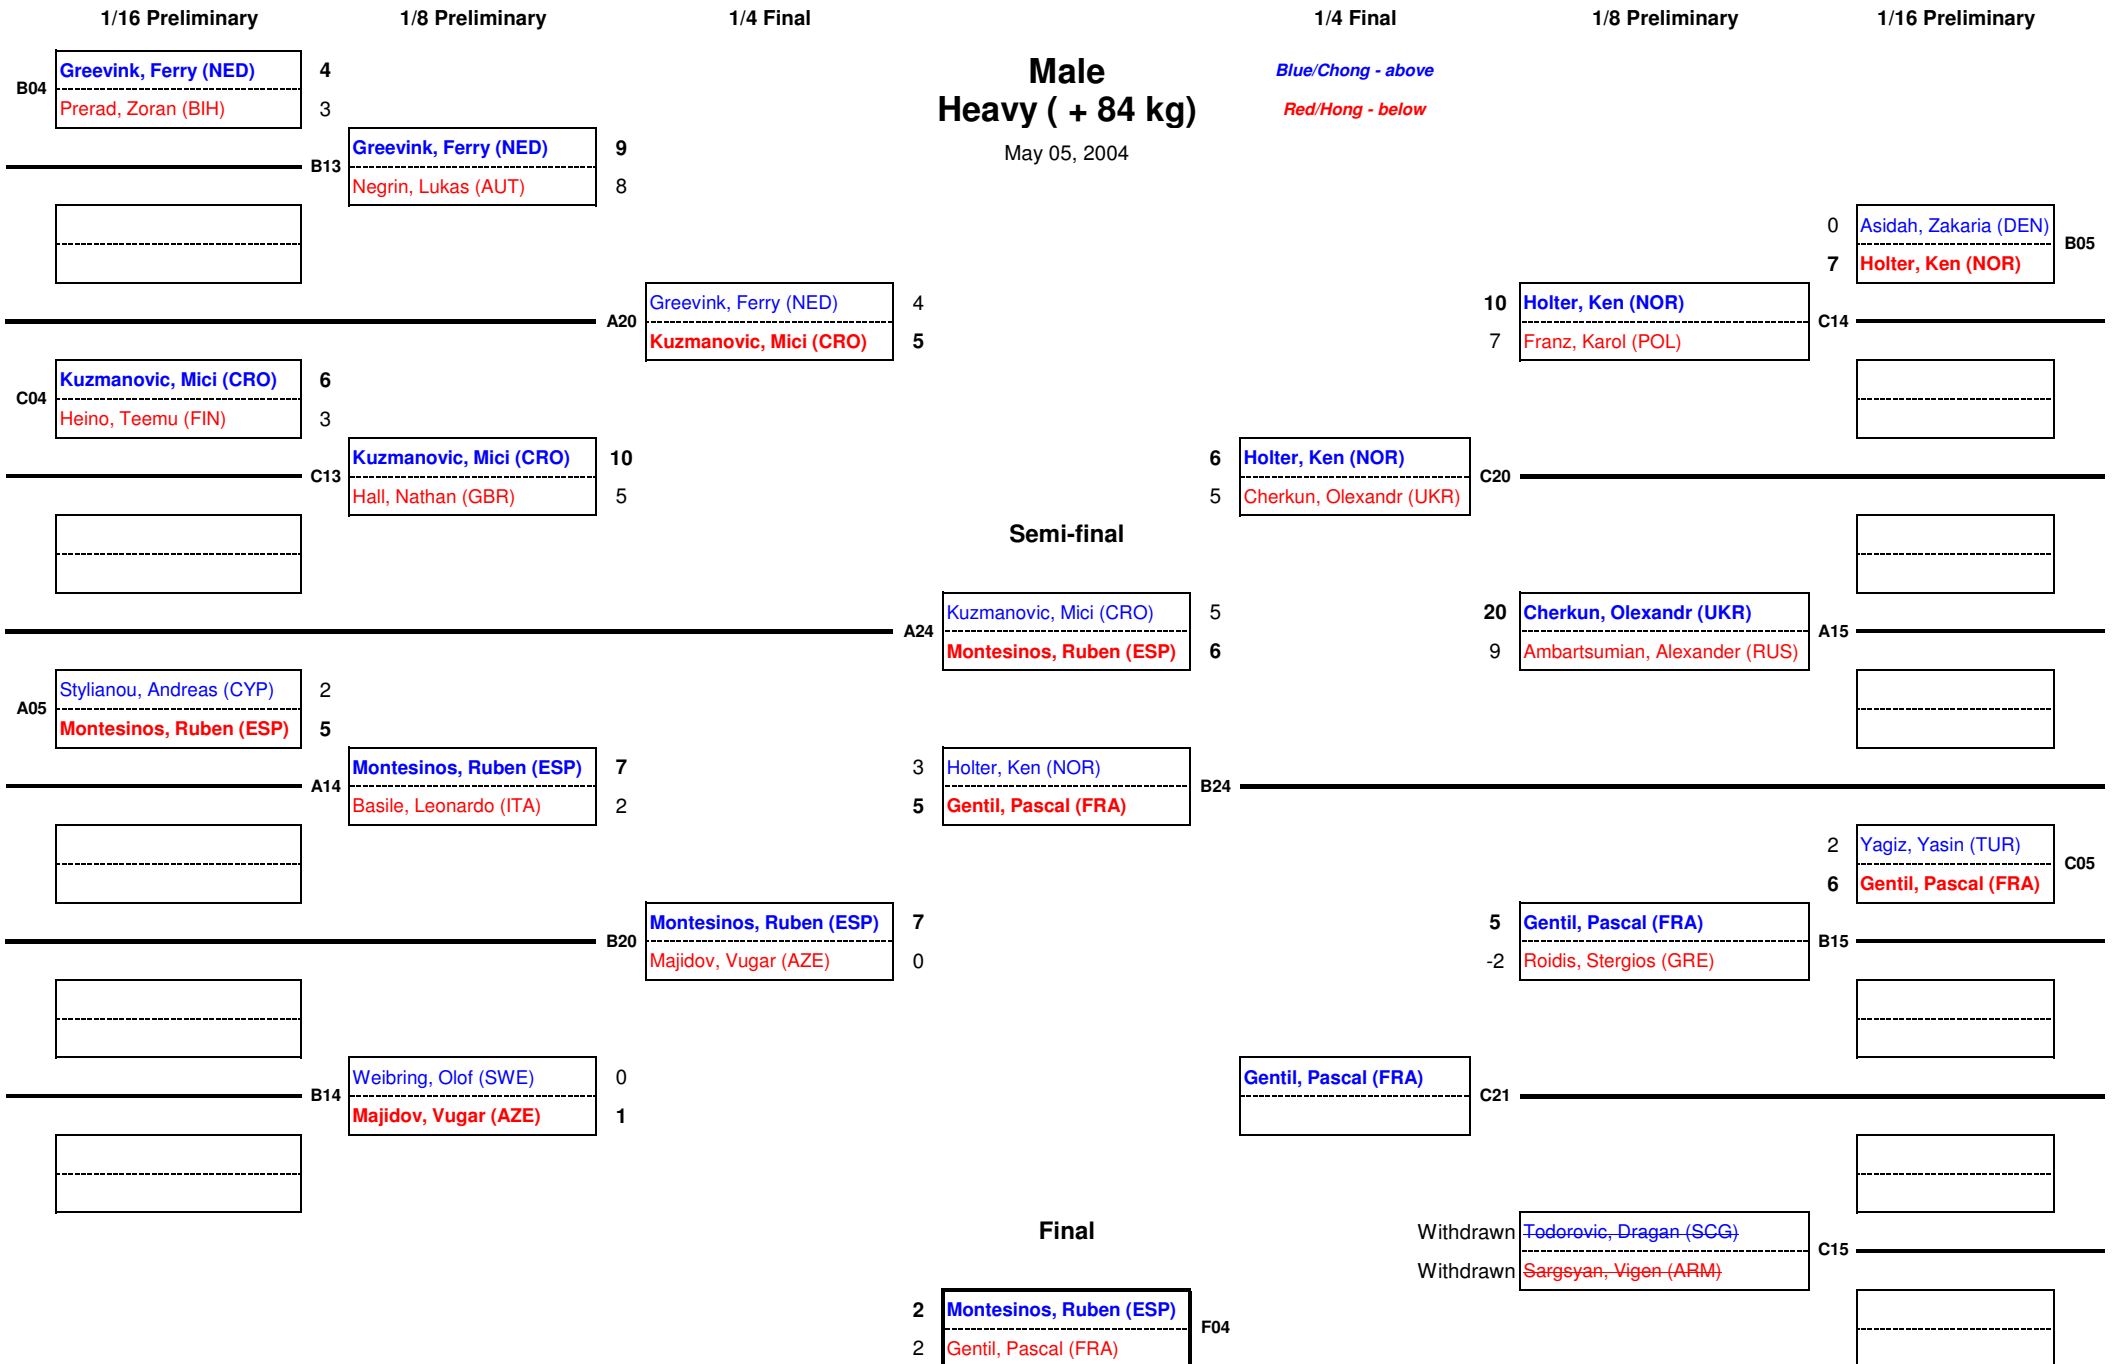 1/16 Preliminary 1/8 Preliminary 1/4 Final 1/4 Final 1/8 Preliminary 1/16 Preliminary
Male
Heavy ( + 84 kg)
May 05, 2004
Blue/Chong - above
Red/Hong - below
B04
Greevink, Ferry (NED) 4
Prerad, Zoran (BIH) 3
B13
Greevink, Ferry (NED) 9
Negrin, Lukas (AUT) 8
A20
Greevink, Ferry (NED) 4
Kuzmanovic, Mici (CRO) 5
C04
Kuzmanovic, Mici (CRO) 6
Heino, Teemu (FIN) 3
C13
Kuzmanovic, Mici (CRO) 10
Hall, Nathan (GBR) 5
Semi-final
A24
Kuzmanovic, Mici (CRO) 5
Montesinos, Ruben (ESP) 6
A05
Stylianou, Andreas (CYP) 2
Montesinos, Ruben (ESP) 5
A14
Montesinos, Ruben (ESP) 7
Basile, Leonardo (ITA) 2
B20
Montesinos, Ruben (ESP) 7
Majidov, Vugar (AZE) 0
B14
Weibring, Olof (SWE) 0
Majidov, Vugar (AZE) 1
0 Asidah, Zakaria (DEN)
7 Holter, Ken (NOR)
B05
10 Holter, Ken (NOR)
7 Franz, Karol (POL)
C14
6 Holter, Ken (NOR)
5 Cherkun, Olexandr (UKR)
C20
20 Cherkun, Olexandr (UKR)
9 Ambartsumian, Alexander (RUS)
A15
3 Holter, Ken (NOR)
5 Gentil, Pascal (FRA)
B24
2 Yagiz, Yasin (TUR)
6 Gentil, Pascal (FRA)
C05
5 Gentil, Pascal (FRA)
-2 Roidis, Stergios (GRE)
B15
Gentil, Pascal (FRA)
C21
Withdrawn Todorovic, Dragan (SCG)
Withdrawn Sargsyan, Vigen (ARM)
C15
Final
2 Montesinos, Ruben (ESP)
2 Gentil, Pascal (FRA)
F04